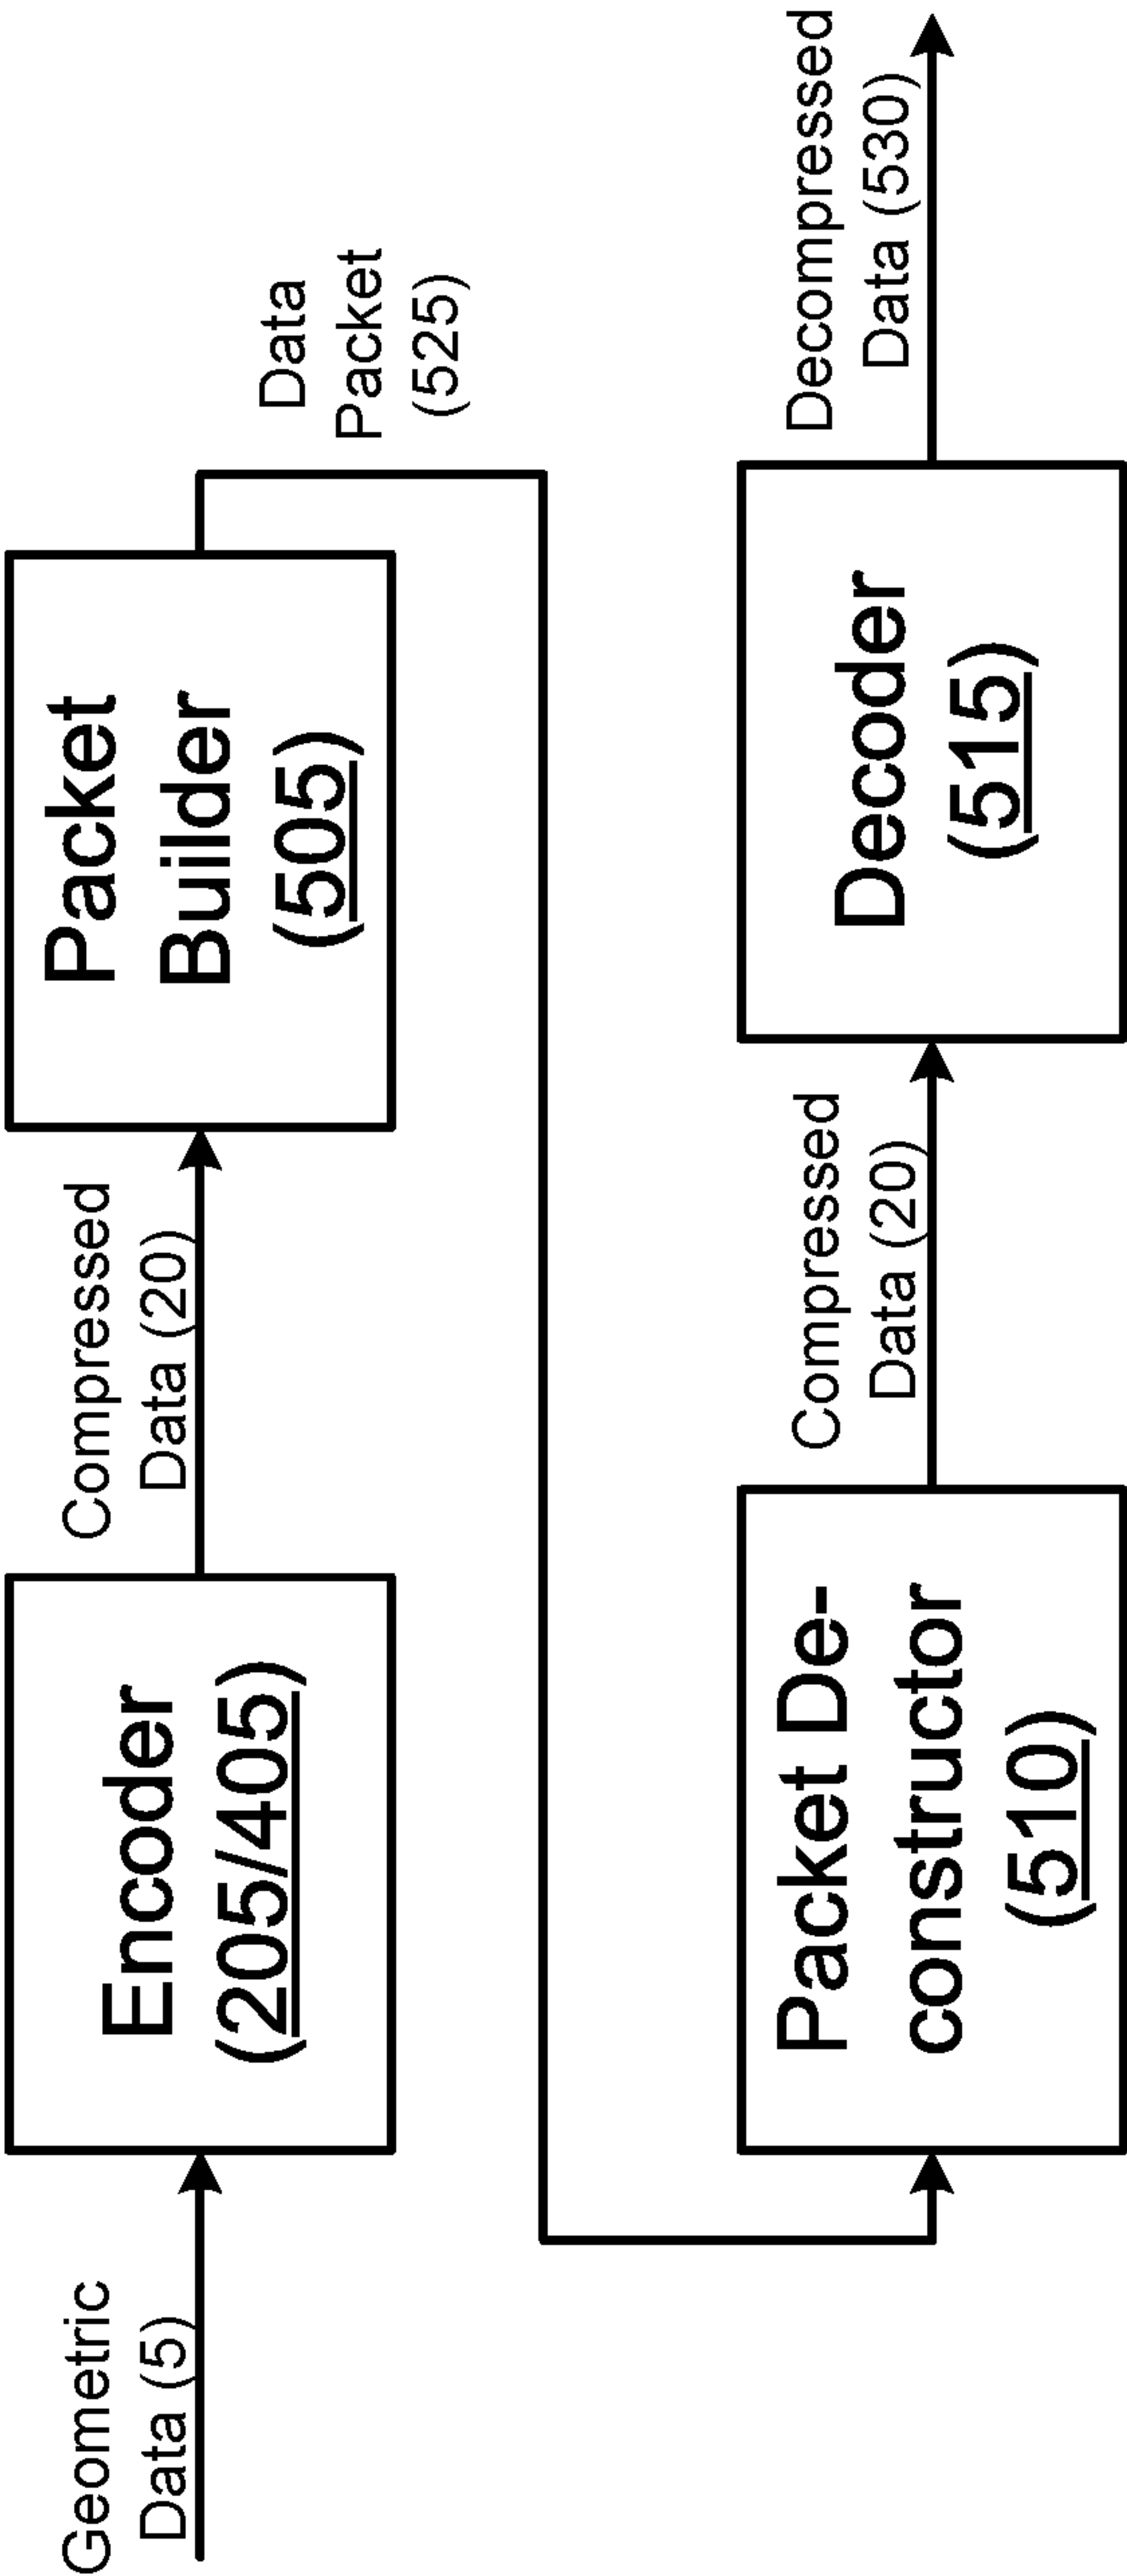 Geometric
Data (5)
Encoder
(205/405)
Compressed
Data (20)
Packet
Builder
(505)
Data
Packet
(525)
Packet De-
constructor
(510)
Compressed
Data (20)
Decoder
(515)
Decompressed
Data (530)